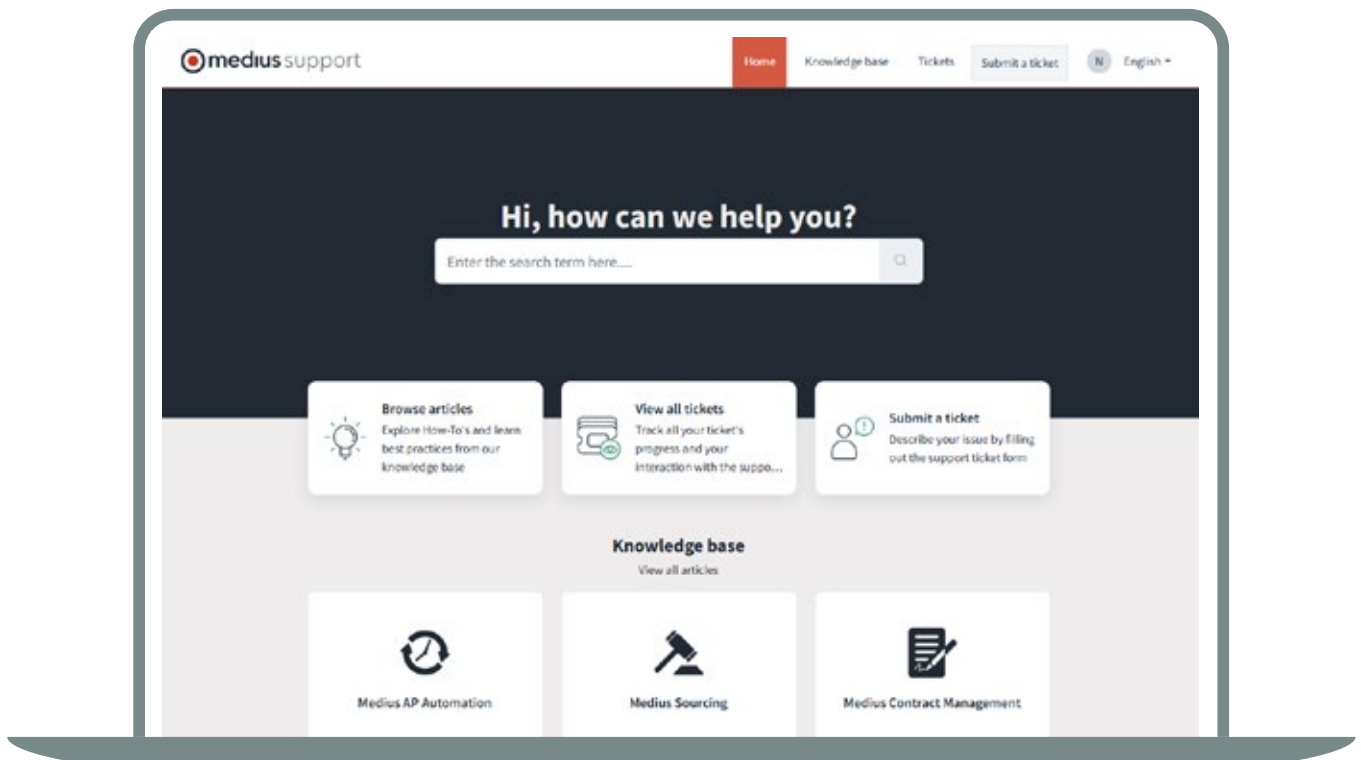 medius support
Home Knowledge base Tickets Submit a ticket N English
Hi, how can we help you?
Enter the search term here....
Browse articles
Explore How-To's and learn
best practices from our
knowledge base
View all tickets
Track all your ticket's
progress and your
interaction with the suppo...
Submit a ticket
Describe your issue by filling
out the support ticket form
Knowledge base
View all articles
Medius AP Automation
Medius Sourcing
Medius Contract Management